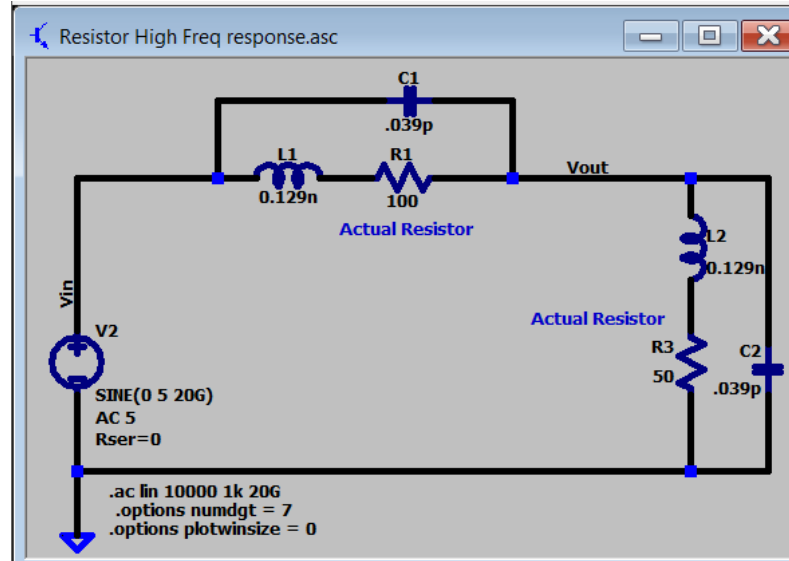 Resistor High Freq response.asc
C1
.039p
L1
0.129n
R1
100
Vout
Actual Resistor
L2
0.129n
Vin
Actual Resistor
V2
R3
50
C2
.039p
SINE(0 5 20G)
AC 5
Rser=0
.ac lin 10000 1k 20G
.options numdgt = 7
.options plotwinsize = 0